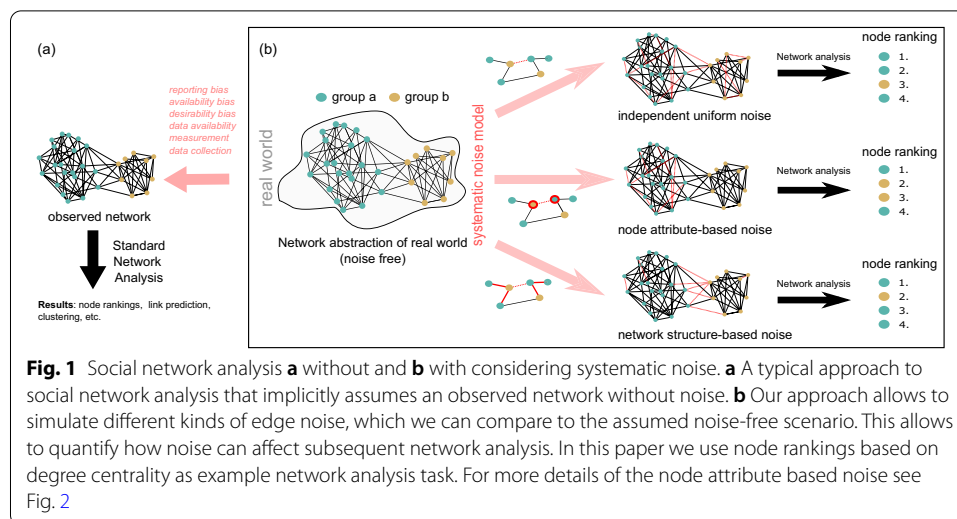 (a)
reporting bias
availability bias
desirability bias
data availability
measurement
data collection
observed network
Standard
Network
Analysis
Results: node rankings, link prediction,
clustering, etc.
(b)
group a
group b
real world
Network abstraction of real world
(noise free)
systematic noise model
independent uniform noise
Network analysis
node ranking
1.
2.
3.
4.
node attribute-based noise
Network analysis
node ranking
1.
2.
3.
4.
network structure-based noise
Network analysis
node ranking
1.
2.
3.
4.
Fig. 1 Social network analysis a without and b with considering systematic noise. a A typical approach to
social network analysis that implicitly assumes an observed network without noise. b Our approach allows to
simulate different kinds of edge noise, which we can compare to the assumed noise-free scenario. This allows
to quantify how noise can affect subsequent network analysis. In this paper we use node rankings based on
degree centrality as example network analysis task. For more details of the node attribute based noise see
Fig. 2